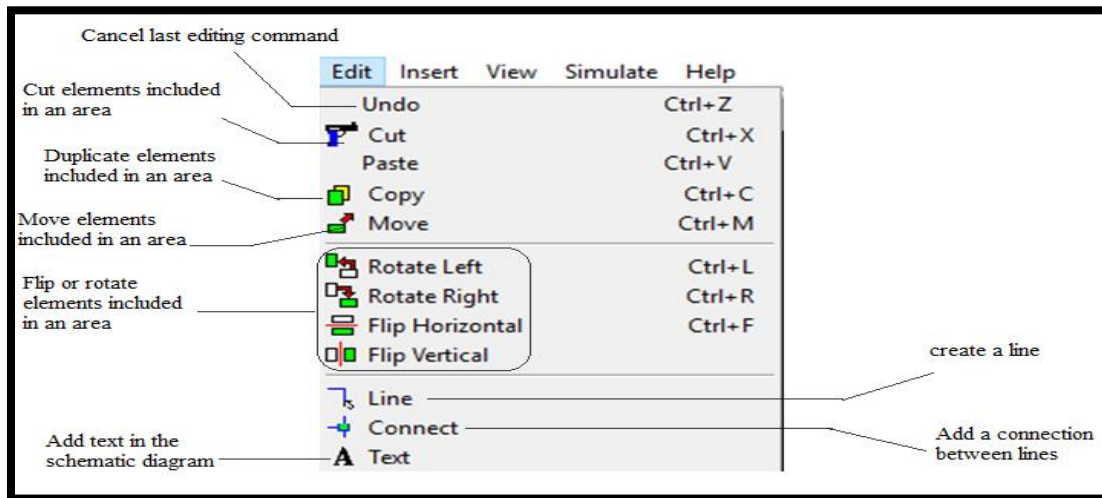 Cancel last editing command
Edit Insert View Simulate Help
Cut elements included
in an area
Undo Ctrl+Z
Cut Ctrl+X
Duplicate elements
included in an area
Paste Ctrl+V
Copy Ctrl+C
Move elements
included in an area
Move Ctrl+M
Flip or rotate
elements included
in an area
Rotate Left Ctrl+L
Rotate Right Ctrl+R
Flip Horizontal Ctrl+F
Flip Vertical
create a line
Line
Connect
Add a connection
between lines
Add text in the
schematic diagram
A Text